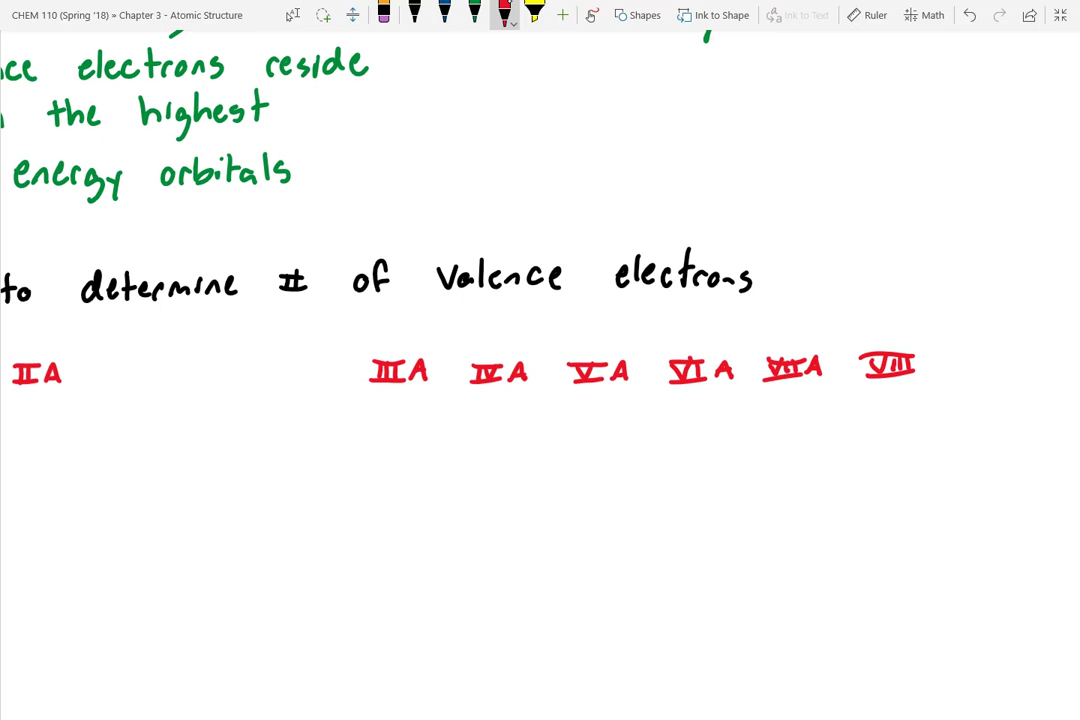 CHEM 110 (Spring '18) » Chapter 3 - Atomic Structure Shapes Ink to Shape Ink to Text Ruler Math
ce electrons reside
the highest
energy orbitals
to determine # of valence electrons
IIA IIIA IVA VA VIA VIIA VIII